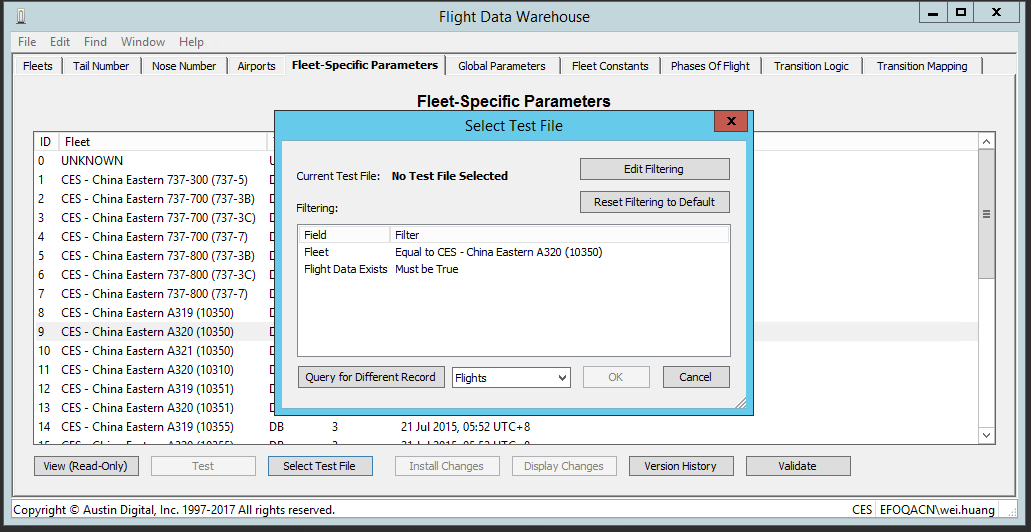 Flight Data Warehouse
File Edit Find Window Help
Fleets Tail Number Nose Number Airports Fleet-Specific Parameters Global Parameters Fleet Constants Phases Of Flight Transition Logic Transition Mapping
Fleet-Specific Parameters
Select Test File
Current Test File: No Test File Selected Edit Filtering
Reset Filtering to Default
Filtering:
Field Filter
Fleet Equal to CES - China Eastern A320 (10350)
Flight Data Exists Must be True
Query for Different Record Flights OK Cancel
ID Fleet
0 UNKNOWN
1 CES - China Eastern 737-300 (737-5)
2 CES - China Eastern 737-700 (737-3B)
3 CES - China Eastern 737-700 (737-3C)
4 CES - China Eastern 737-700 (737-7)
5 CES - China Eastern 737-800 (737-3B)
6 CES - China Eastern 737-800 (737-3C)
7 CES - China Eastern 737-800 (737-7)
8 CES - China Eastern A319 (10350)
9 CES - China Eastern A320 (10350)
10 CES - China Eastern A321 (10350)
11 CES - China Eastern A320 (10310)
12 CES - China Eastern A319 (10351)
13 CES - China Eastern A320 (10351)
14 CES - China Eastern A319 (10355) DB 3 21 Jul 2015, 05:52 UTC+8
15 CES - China Eastern A320 (10355) DB 3 21 Jul 2015, 05:52 UTC+8
View (Read-Only) Test Select Test File Install Changes Display Changes Version History Validate
Copyright © Austin Digital, Inc. 1997-2017 All rights reserved. CES EFOQACN\wei.huang